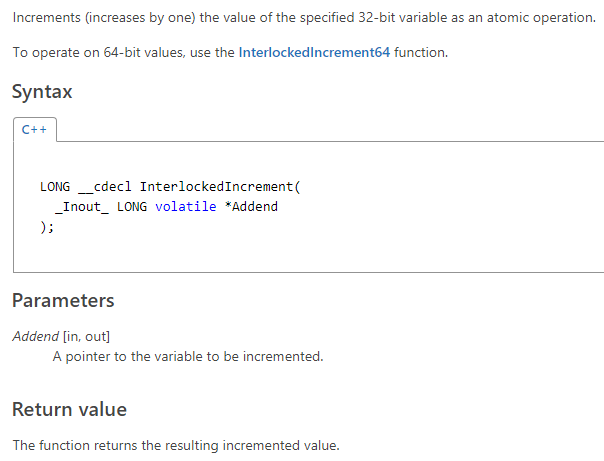 Increments (increases by one) the value of the specified 32-bit variable as an atomic operation.
To operate on 64-bit values, use the InterlockedIncrement64 function.
Syntax
C++
LONG __cdecl InterlockedIncrement(
  _Inout_ LONG volatile *Addend
);
Parameters
Addend [in, out]
A pointer to the variable to be incremented.
Return value
The function returns the resulting incremented value.